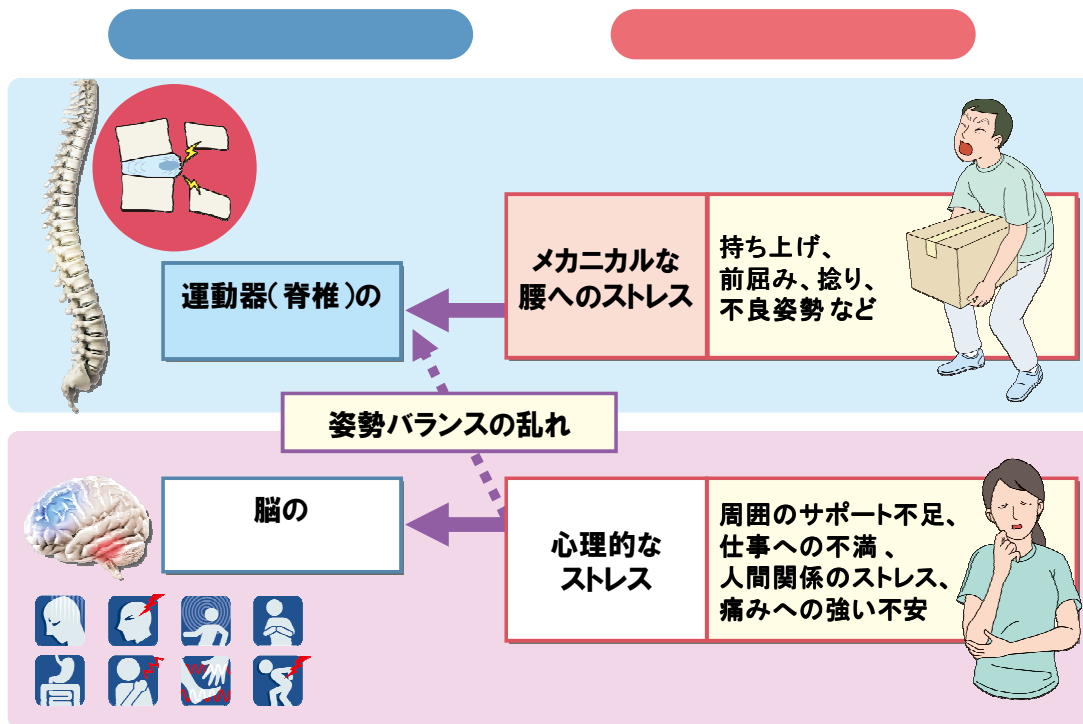 運動器（脊椎）の
メカニカルな
腰へのストレス
持ち上げ、
前屈み、捻り、
不良姿勢など
姿勢バランスの乱れ
脳の
心理的な
ストレス
周囲のサポート不足、
仕事への不満、
人間関係のストレス、
痛みへの強い不安